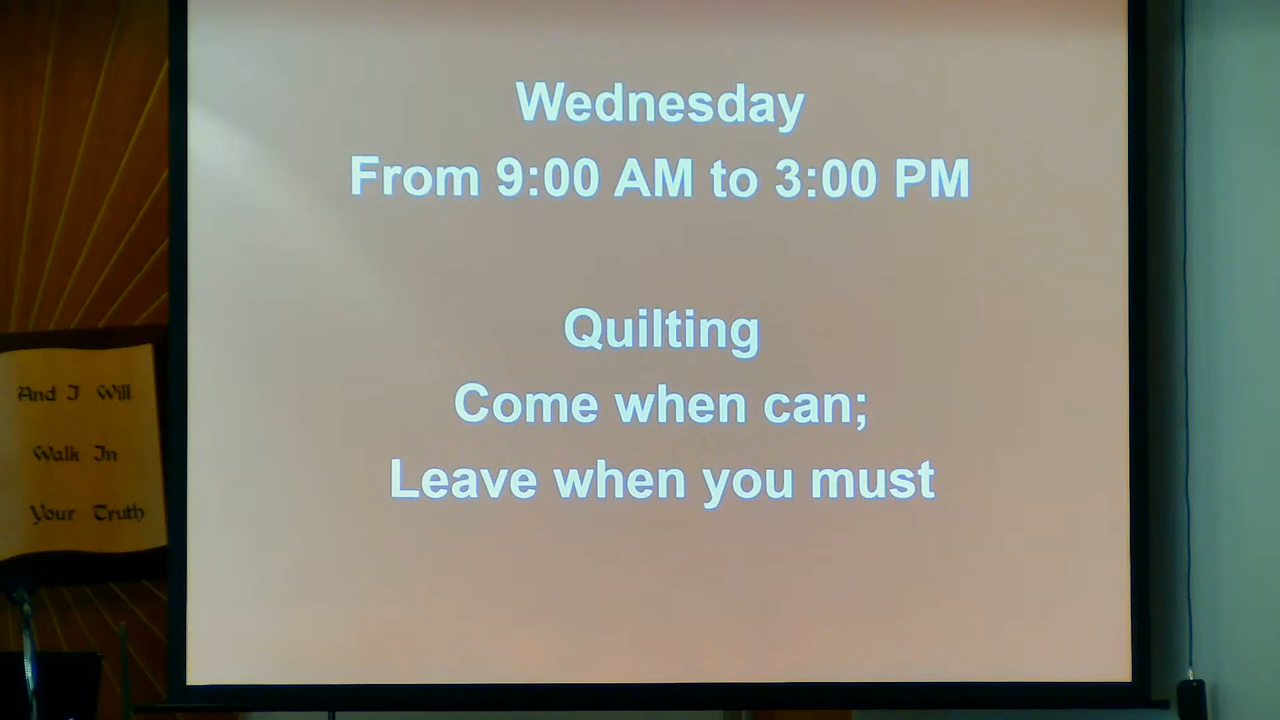 Wednesday
From 9:00 AM to 3:00 PM
Quilting
Come when can;
Leave when you must
And I Will
Walk In
Your Truth